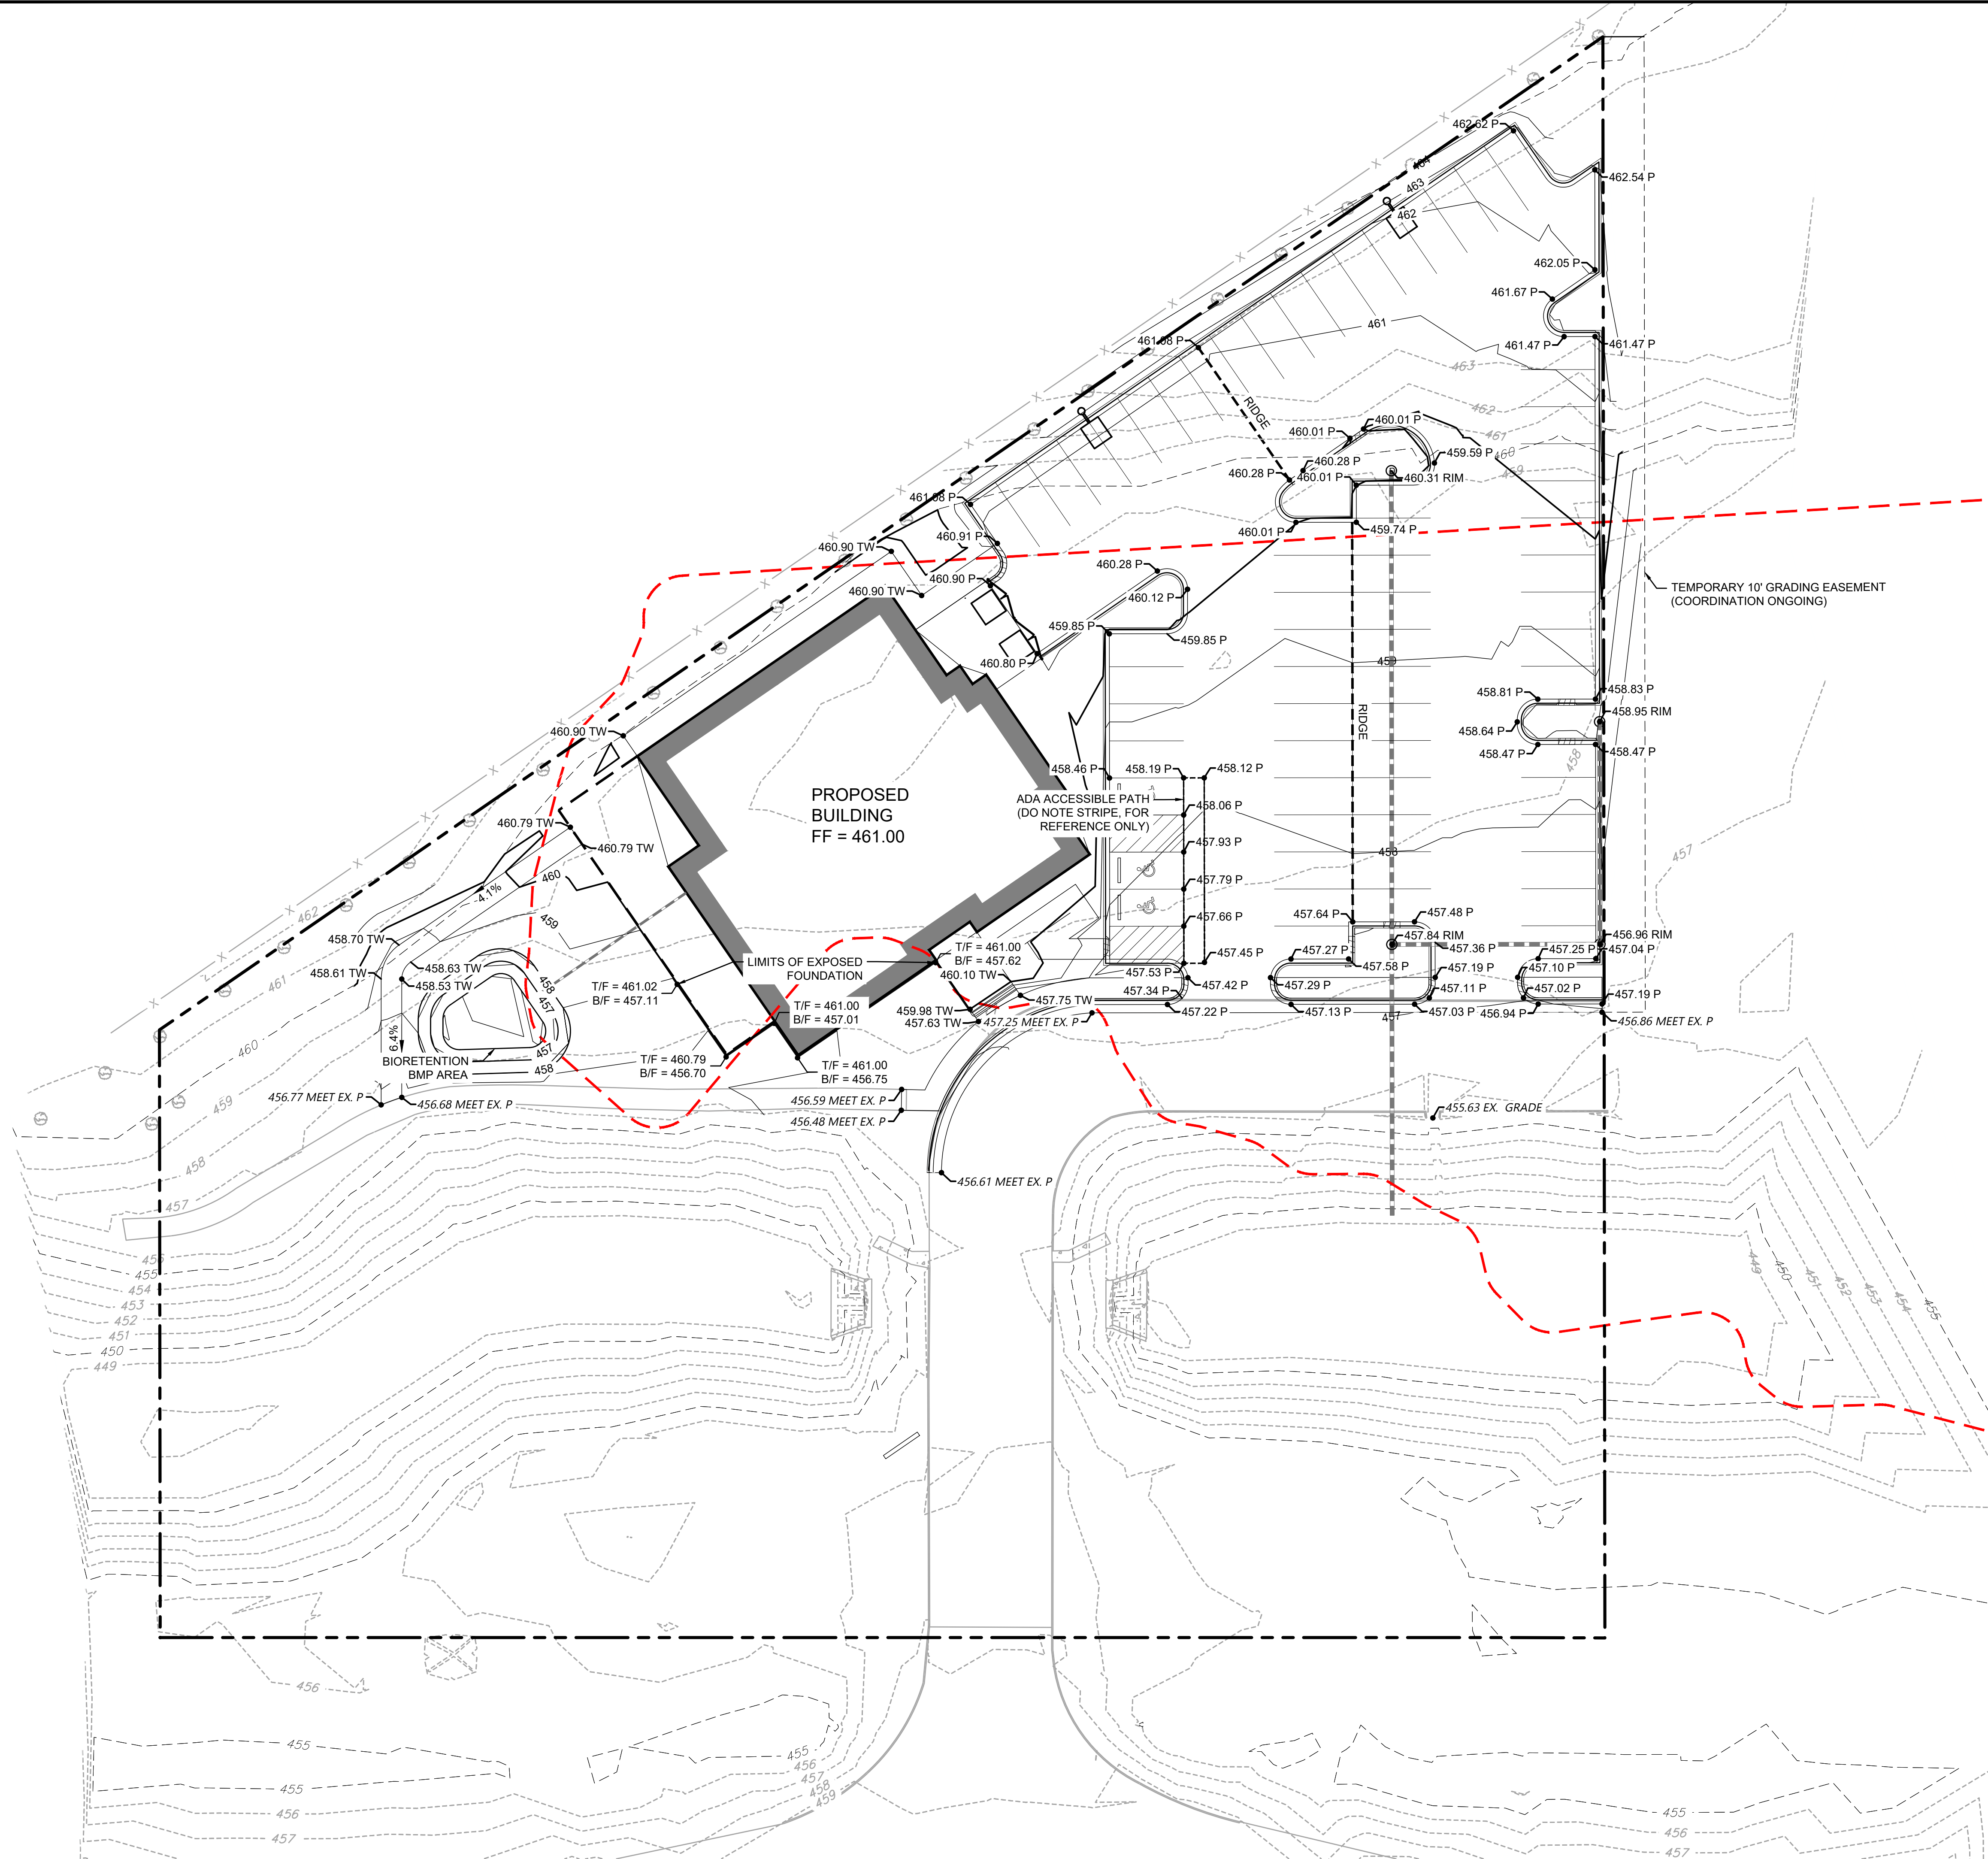 462.62 P
464
463
462.54 P
462
462.05 P
461.67 P
461
461.47 P
461.47 P
461.08 P
463
RIDGE
462
460.01 P
460.01 P
461
460
459.59 P
459
460.28 P
460.28 P
460.01 P
460.31 RIM
460.01 P
459.74 P
460.91 P
460.90 TW
460.90 P
460.90 TW
460.28 P
460.12 P
TEMPORARY 10' GRADING EASEMENT
(COORDINATION ONGOING)
459.85 P
459.85 P
460.80 P
458.81 P
458.83 P
458.95 RIM
460.90 TW
RIDGE
458.64 P
458.47 P
458.47 P
458
458.46 P
458.19 P
458.12 P
PROPOSED
BUILDING
FF = 461.00
ADA ACCESSIBLE PATH
(DO NOTE STRIPE, FOR
REFERENCE ONLY)
458.06 P
460.79 TW
460.79 TW
457.93 P
458
457
460
4.1%
457.79 P
462
459
457.66 P
457.64 P
457.48 P
458.70 TW
457.84 RIM
456.96 RIM
T/F = 461.00
B/F = 457.62
457.45 P
457.27 P
457.36 P
457.25 P
457.04 P
LIMITS OF EXPOSED
FOUNDATION
458.61 TW
458.63 TW
458.53 TW
460.10 TW
457.53 P
457.58 P
457.19 P
457.10 P
461
458
457
T/F = 461.02
B/F = 457.11
457.42 P
457.34 P
457.29 P
457.11 P
457.02 P
457.19 P
457.75 TW
T/F = 461.00
B/F = 457.01
459.98 TW
457.63 TW
457.25 MEET EX. P
457.22 P
457.13 P
457
457.03 P
456.94 P
456.86 MEET EX. P
460
6.4%
457
458
BIORETENTION
BMP AREA
T/F = 460.79
B/F = 456.70
T/F = 461.00
B/F = 456.75
459
456.77 MEET EX. P
456.68 MEET EX. P
456.59 MEET EX. P
456.48 MEET EX. P
455.63 EX. GRADE
458
456.61 MEET EX. P
457
456
455
454
453
452
451
450
449
449
450
451
452
453
454
455
456
455
455
456
457
455
456
457
458
459
455
456
457